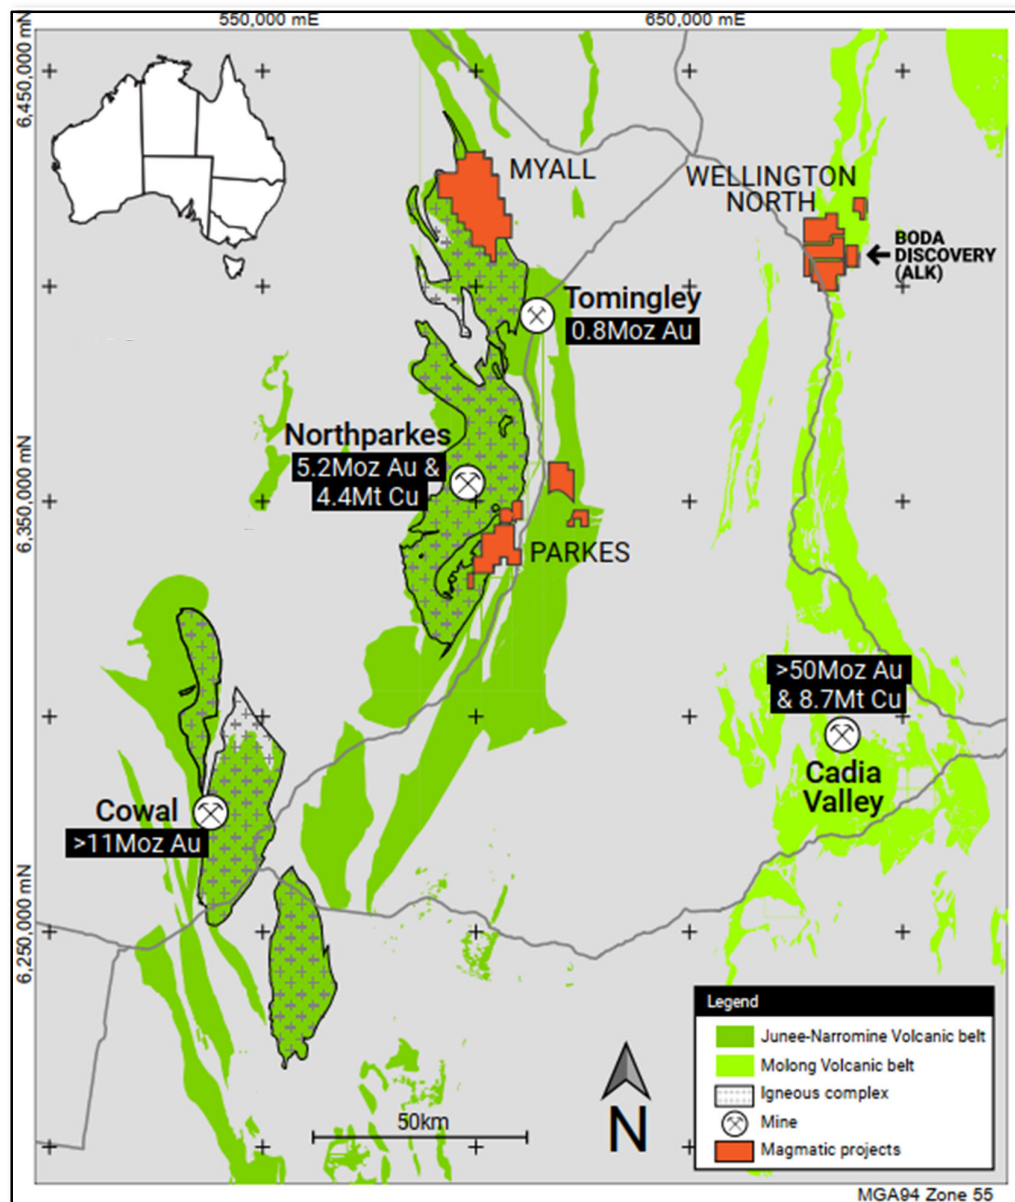 550,000 mE
650,000 mE
6,450,000 mN
MYALL
WELLINGTON
NORTH
BODA
DISCOVERY
(ALK)
Tomingley
0.8Moz Au
Northparkes
5.2Moz Au &
4.4Mt Cu
6,350,000 mN
PARKES
>50Moz Au
& 8.7Mt Cu
Cadia
Valley
Cowal
>11Moz Au
6,250,000 mN
Legend
Junee-Narromine Volcanic belt
Molong Volcanic belt
Igneous complex
Mine
Magmatic projects
50km
N
MGA94 Zone 55